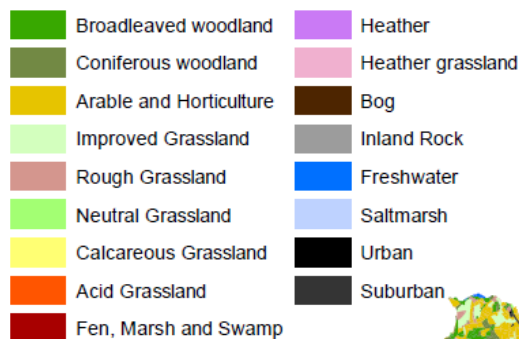 Broadleaved woodland
Coniferous woodland
Arable and Horticulture
Improved Grassland
Rough Grassland
Neutral Grassland
Calcareous Grassland
Acid Grassland
Fen, Marsh and Swamp
Heather
Heather grassland
Bog
Inland Rock
Freshwater
Saltmarsh
Urban
Suburban